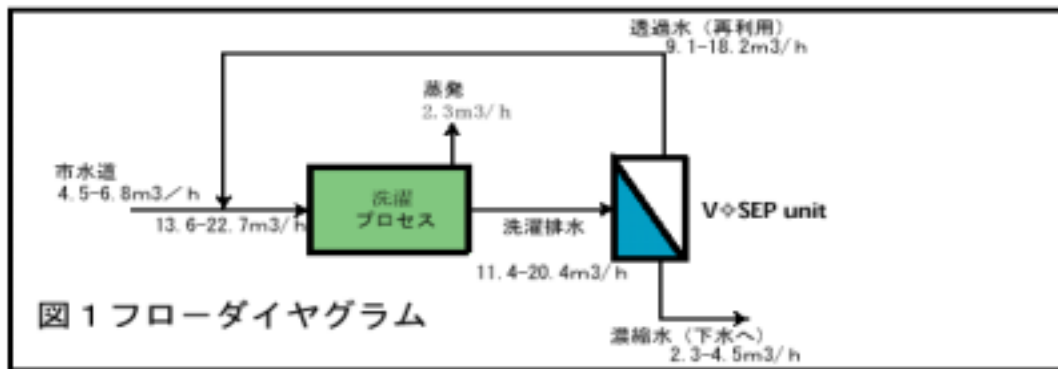 透過水（再利用）
9.1-18.2m3/h
蒸発
2.3m3/h
市水道
4.5-6.8m3／h
13.6-22.7m3/h
洗濯
プロセス
洗濯排水
11.4-20.4m3/h
V◇SEP unit
濃縮水（下水へ）
2.3-4.5m3/h
図１フローダイヤグラム